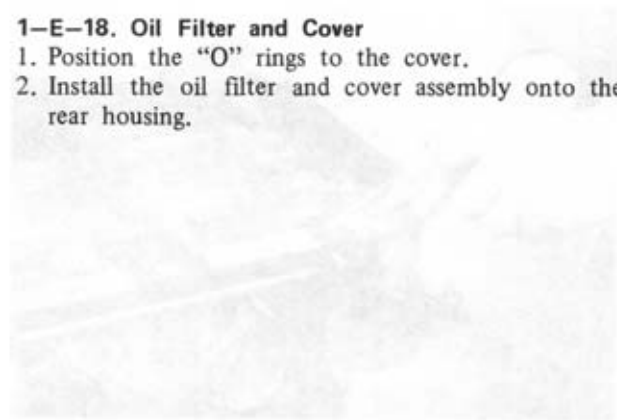 1–E–18. Oil Filter and Cover
1. Position the “O” rings to the cover.
2. Install the oil filter and cover assembly onto the
rear housing.